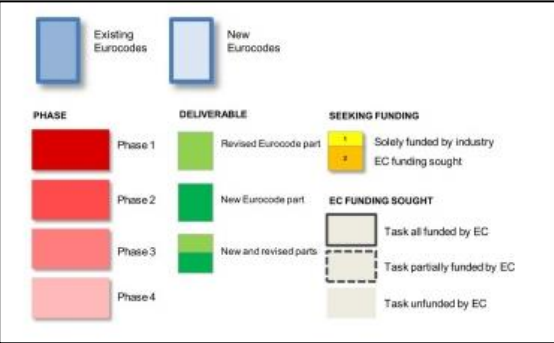 Existing
Eurocodes
New
Eurocodes
PHASE
Phase 1
Phase 2
Phase 3
Phase 4
DELIVERABLE
Revised Eurocode part
New Eurocode part
New and revised parts
SEEKING FUNDING
1
Solely funded by industry
2
EC funding sought
EC FUNDING SOUGHT
Task all funded by EC
Task partially funded by EC
Task unfunded by EC